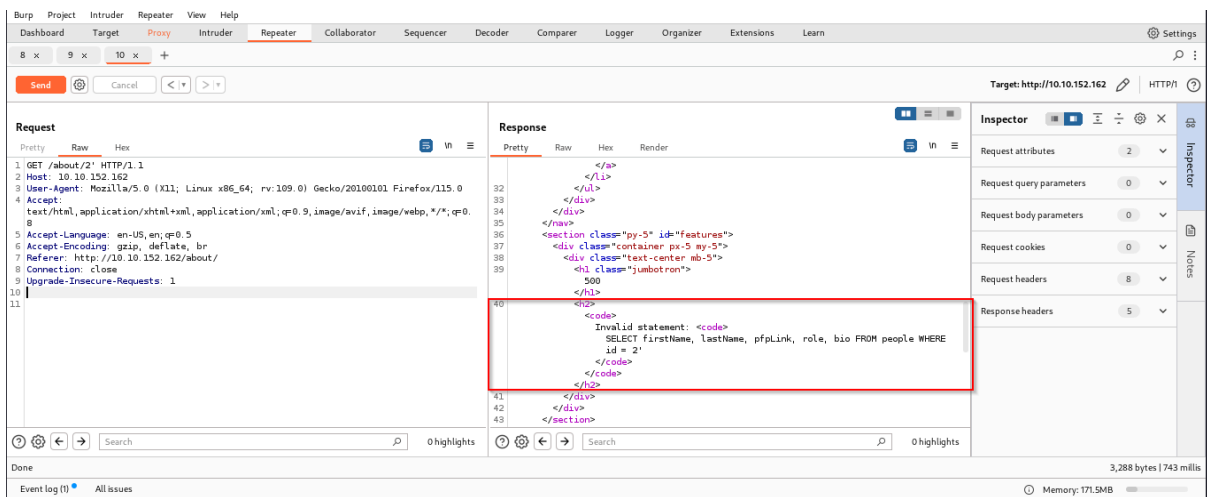 Burp Project Intruder Repeater View Help
Dashboard Target Proxy Intruder Repeater Collaborator Sequencer Decoder Comparer Logger Organizer Extensions Learn Settings
8 × 9 × 10 × +
Send Cancel < > Target: http://10.10.152.162 HTTP/1
Request
Pretty Raw Hex \n
1 GET /about/2' HTTP/1.1
2 Host: 10.10.152.162
3 User-Agent: Mozilla/5.0 (X11; Linux x86_64; rv:109.0) Gecko/20100101 Firefox/115.0
4 Accept:
text/html,application/xhtml+xml,application/xml;q=0.9,image/avif,image/webp,*/*;q=0.
8
5 Accept-Language: en-US,en;q=0.5
6 Accept-Encoding: gzip, deflate, br
7 Referer: http://10.10.152.162/about/
8 Connection: close
9 Upgrade-Insecure-Requests: 1
10
11
Search 0 highlights
Response
Pretty Raw Hex Render \n
</a>
</li>
32 </ul>
33 </div>
34 </div>
35 </nav>
36 <section class="py-5" id="features">
37 <div class="container px-5 my-5">
38 <div class="text-center mb-5">
39 <h1 class="jumbotron">
500
</h1>
40 <h2>
<code>
Invalid statement: <code>
SELECT firstName, lastName, pfpLink, role, bio FROM people WHERE
id = 2'
</code>
</code>
</h2>
41 </div>
42 </div>
43 </section>
Search 0 highlights
Inspector
Request attributes 2
Request query parameters 0
Request body parameters 0
Request cookies 0
Request headers 8
Response headers 5
Inspector
Notes
Done 3,288 bytes | 743 millis
Event log (1) All issues Memory: 171.5MB